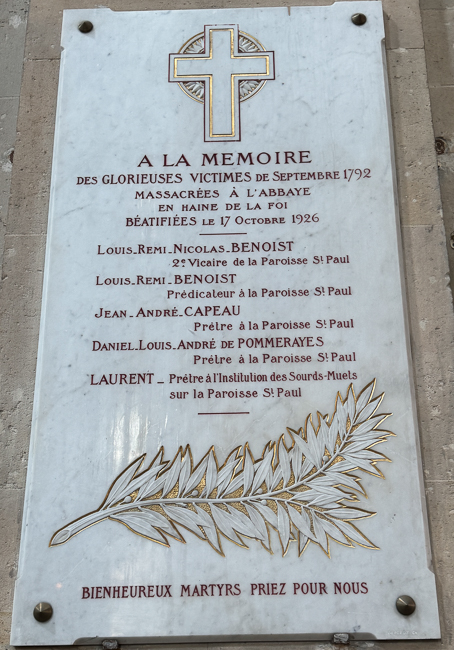 A LA MEMOIRE
DES GLORIEUSES VICTIMES DE SEPTEMBRE 1792
MASSACRÉES À L'ABBAYE
EN HAINE DE LA FOI
BÉATIFIÉES LE 17 OCTOBRE 1926
LOUIS_REMI_NICOLAS_BENOIST
2e Vicaire de la Paroisse St Paul
LOUIS_REMI_BENOIST
Prédicateur à la Paroisse St Paul
JEAN_ANDRÉ_CAPEAU
Prêtre à la Paroisse St Paul
DANIEL_LOUIS_ANDRÉ DE POMMERAYES
Prêtre à la Paroisse St Paul
LAURENT_ Prêtre à l'Institution des Sourds-Muets
sur la Paroisse St Paul
BIENHEUREUX MARTYRS PRIEZ POUR NOUS